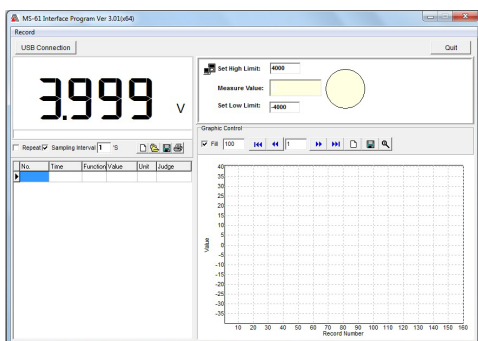 MS-61 Interface Program Ver 3.01(x64)
Record
USB Connection
Quit
3.999 V
Set High Limit: 4000
Measure Value:
Set Low Limit: -4000
Repeat Sampling Interval 1 'S
Graphic Control
Fill 100 1
No. Time Function Value Unit Judge
Value
40
35
30
25
20
15
10
5
0
-5
-10
-15
-20
-25
-30
-35
10 20 30 40 50 60 70 80 90 100 110 120 130 140 150 160
Record Number